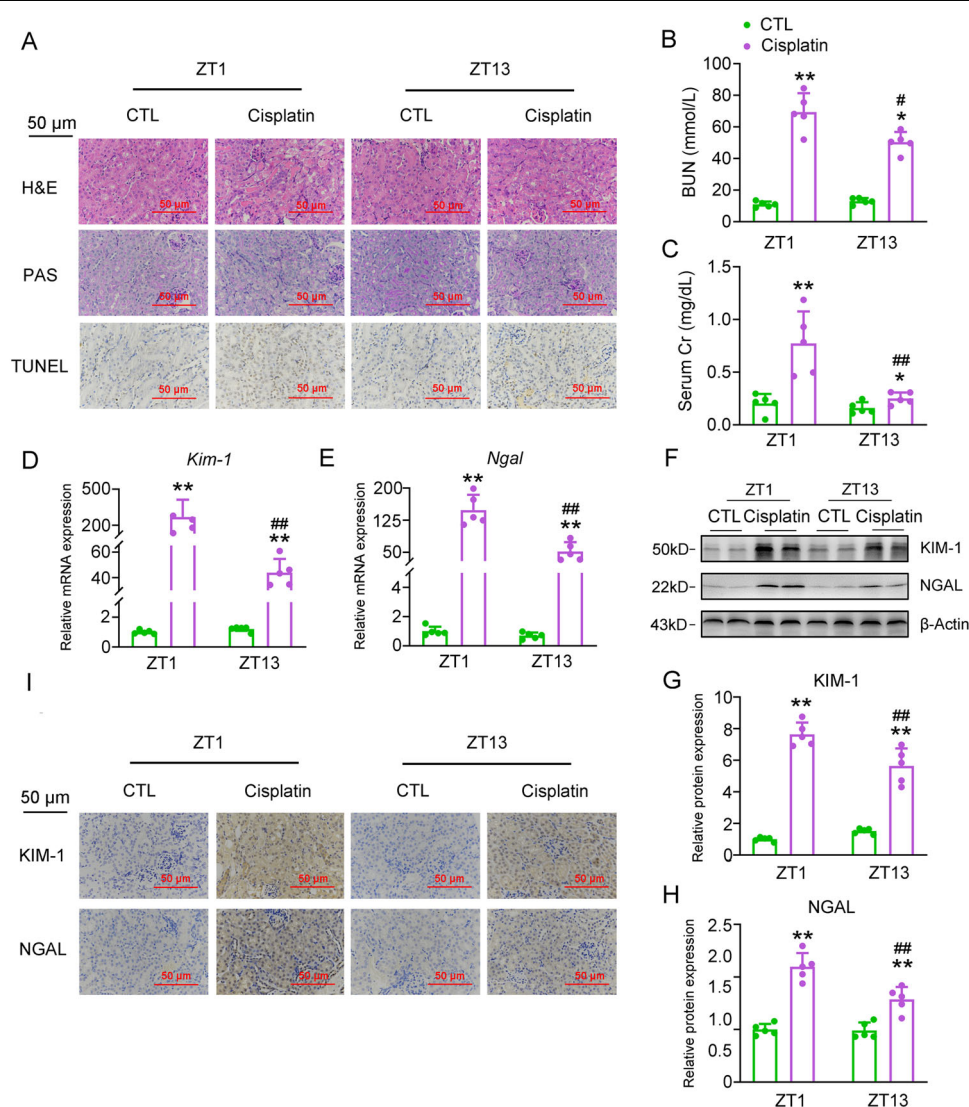 A
ZT1
ZT13
50 µm
CTL
Cisplatin
CTL
Cisplatin
H&E
50 µm
50 µm
50 µm
50 µm
PAS
50 µm
50 µm
50 µm
50 µm
TUNEL
50 µm
50 µm
50 µm
50 µm
CTL
Cisplatin
B
BUN (mmol/L)
100
80
60
40
20
0
**
#
*
ZT1
ZT13
C
Serum Cr (mg/dL)
1.5
1.0
0.5
0.0
**
##
*
ZT1
ZT13
D
Kim-1
Relative mRNA expression
500
200
60
40
2
0
**
##
**
ZT1
ZT13
E
Ngal
Relative mRNA expression
200
125
50
4
2
0
**
##
**
ZT1
ZT13
F
ZT1
ZT13
CTL Cisplatin CTL Cisplatin
50kD-
KIM-1
22kD-
NGAL
43kD-
β-Actin
G
KIM-1
Relative protein expression
10
8
6
4
2
0
**
##
**
ZT1
ZT13
H
NGAL
Relative protein expression
2.5
2.0
1.5
1.0
0.5
0
**
##
**
ZT1
ZT13
I
ZT1
ZT13
50 µm
CTL
Cisplatin
CTL
Cisplatin
KIM-1
50 µm
50 µm
50 µm
50 µm
NGAL
50 µm
50 µm
50 µm
50 µm